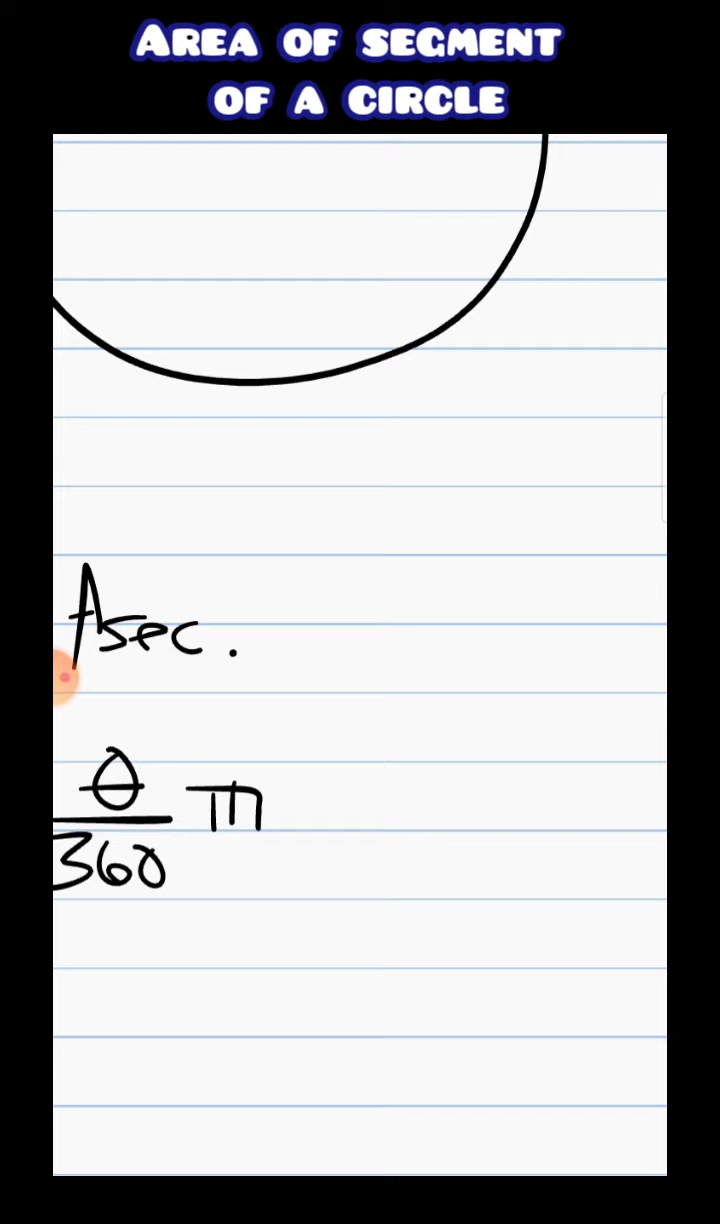 AREA OF SEGMENT
OF A CIRCLE
Asec.
θ
360
π